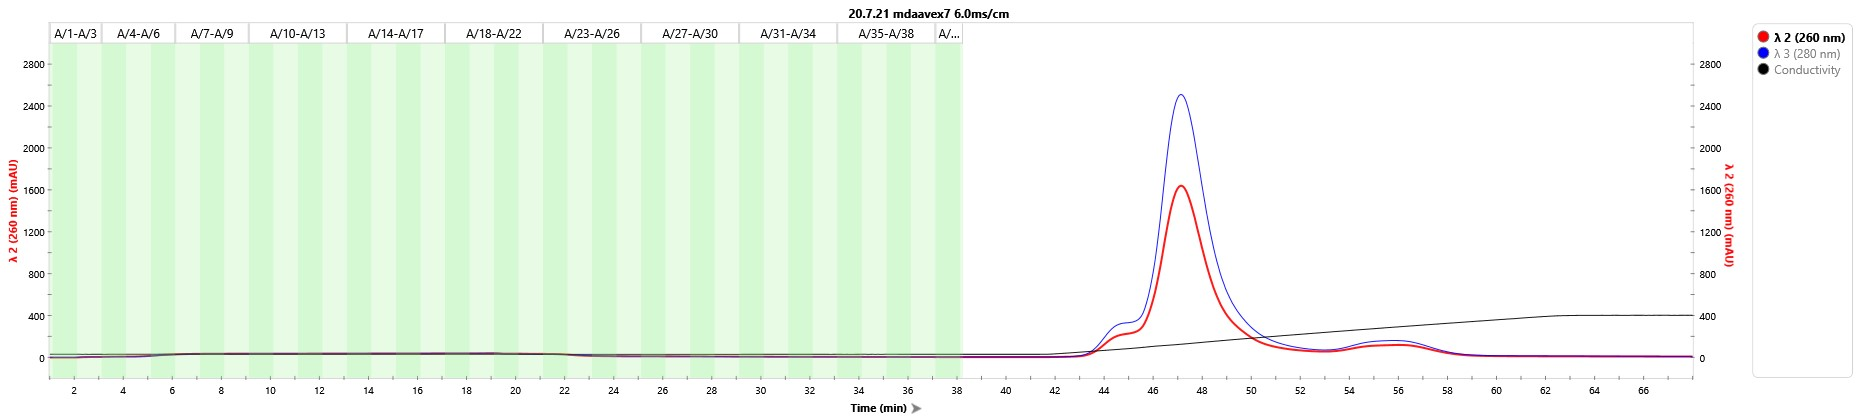 20.7.21 mdaavex7 6.0ms/cm
A/1-A/3 A/4-A/6 A/7-A/9 A/10-A/13 A/14-A/17 A/18-A/22 A/23-A/26 A/27-A/30 A/31-A/34 A/35-A/38 A/...
λ 2 (260 nm)
λ 3 (280 nm)
Conductivity
λ 2 (260 nm) (mAU)
2800 2800
2400 2400
2000 2000
1600 1600
1200 1200
800 800
400 400
0 0
λ 2 (260 nm) (mAU)
2 4 6 8 10 12 14 16 18 20 22 24 26 28 30 32 34 36 38 40 42 44 46 48 50 52 54 56 58 60 62 64 66
Time (min)